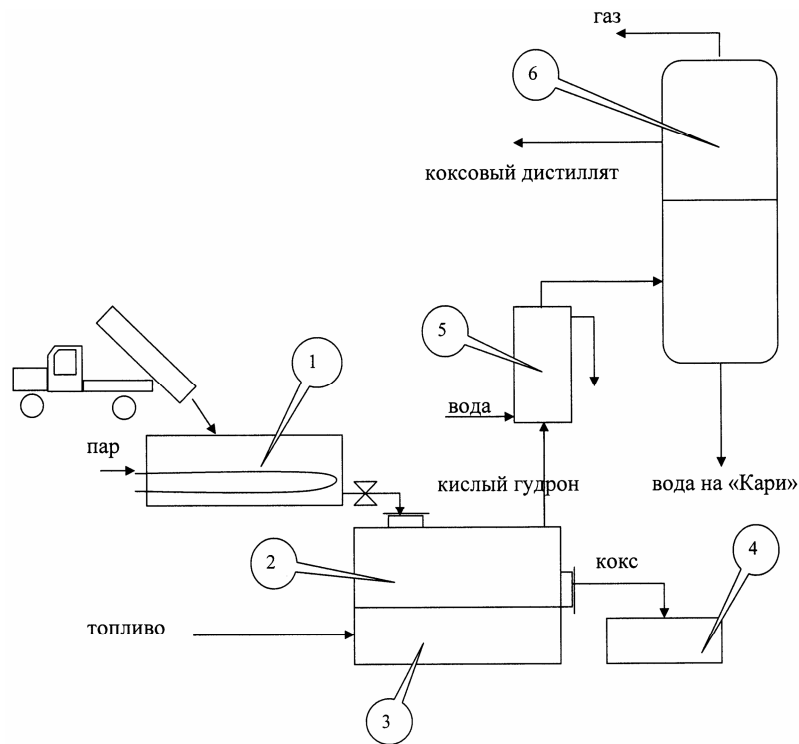 газ
6
коксовый дистиллят
5
1
вода
пар
кислый гудрон
вода на «Кари»
2
кокс
4
топливо
3